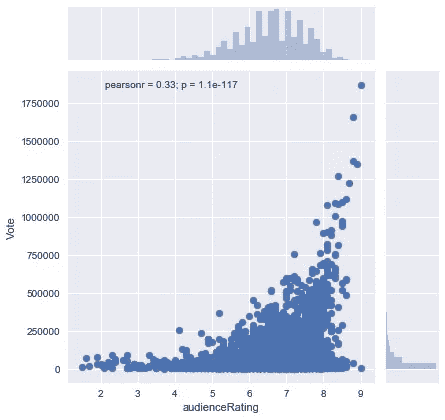 pearsonr = 0.33; p = 1.1e-117
1750000
1500000
1250000
1000000
750000
500000
250000
0
Vote
2 3 4 5 6 7 8 9
audienceRating